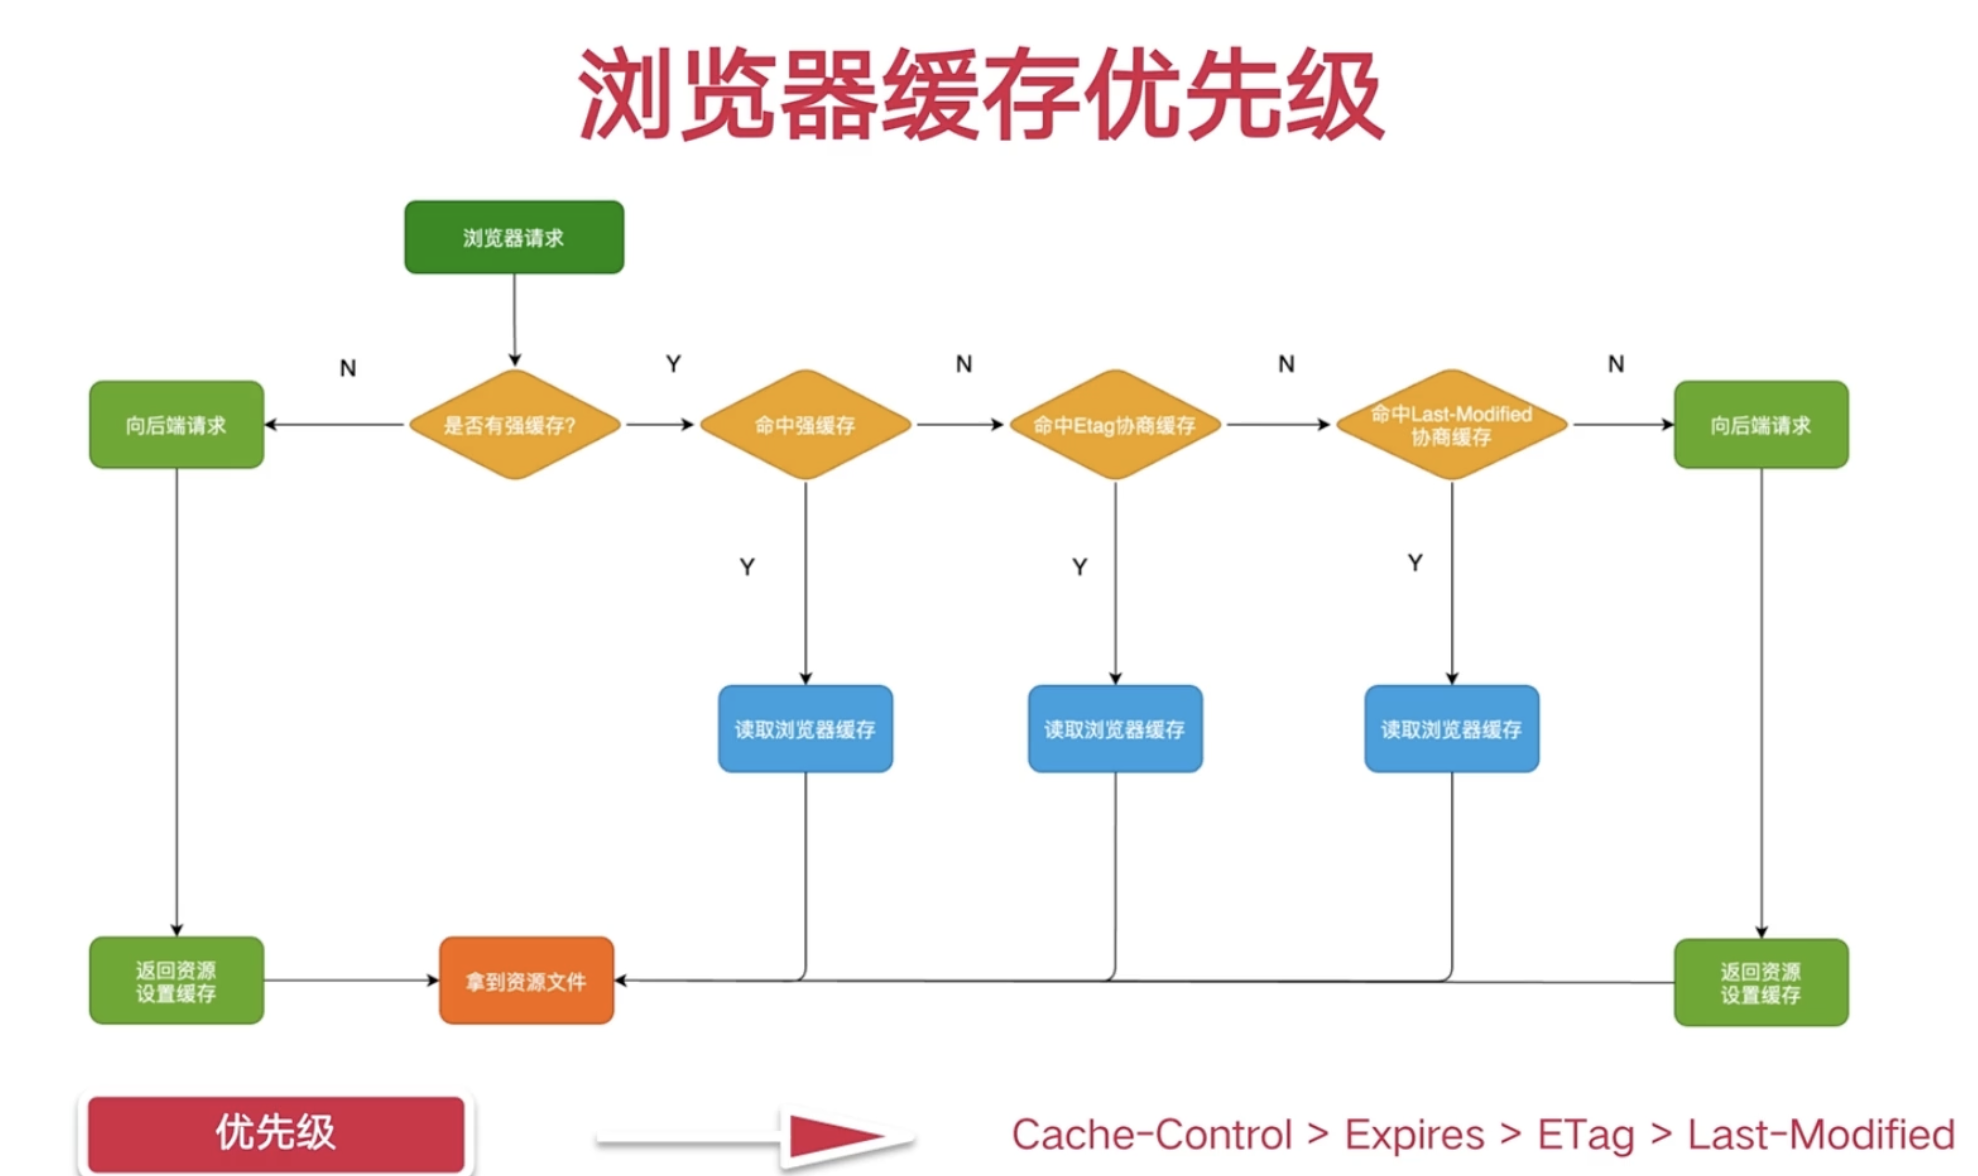 浏览器缓存优先级
浏览器请求
N
Y
N
N
N
向后端请求
是否有强缓存?
命中强缓存
命中Etag协商缓存
命中Last-Modified
协商缓存
向后端请求
Y
Y
Y
读取浏览器缓存
读取浏览器缓存
读取浏览器缓存
返回资源
设置缓存
拿到资源文件
返回资源
设置缓存
优先级
Cache-Control > Expires > ETag > Last-Modified